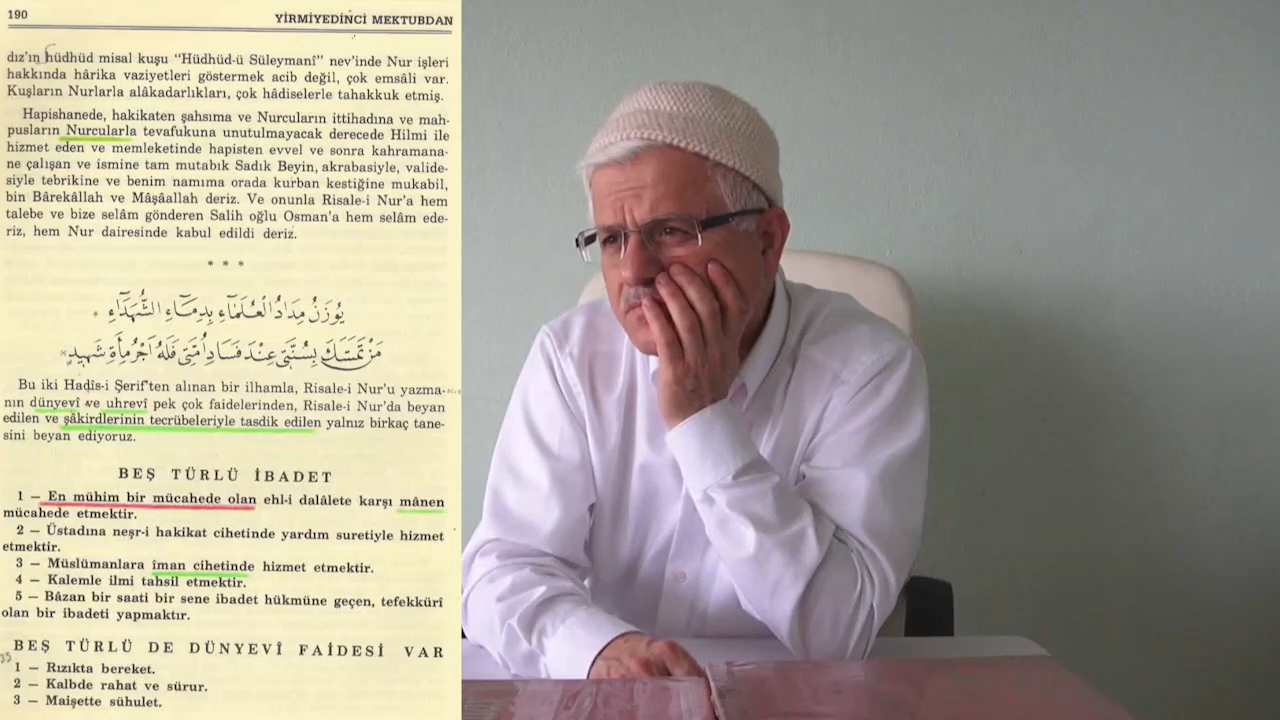 190
YİRMİYEDİNCİ MEKTUBDAN
dız'ın hüdhüd misal kuşu "Hüdhüd-ü Süleymanî" nev'inde Nur işleri
hakkında hârika vaziyetleri göstermek acib değil, çok emsâli var.
Kuşların Nurlarla alâkadarlıkları, çok hâdiselerle tahakkuk etmiş.
Hapishanede, hakikaten şahsıma ve Nurcuların ittihadına ve mah-
pusların Nurcularla tevafukuna unutulmayacak derecede Hilmi ile
hizmet eden ve memleketinde hapisten evvel ve sonra kahramana-
ne çalışan ve ismine tam mutabık Sadık Beyin, akrabasiyle, valide-
siyle tebrikine ve benim namıma orada kurban kestiğine mukabil,
bin Bârekâllah ve Mâşâallah deriz. Ve onunla Risale-i Nur'a hem
talebe ve bize selâm gönderen Salih oğlu Osman'a hem selâm ede-
riz, hem Nur dairesinde kabul edildi deriz.
* * *
يُوزَنُ مِدَادُ الْعُلَمَاءِ بِدِمَاءِ الشُّهَدَاءِ
مَنْ تَمَسَّكَ بِسُنَّتِى عِنْدَ فَسَادِ اُمَّتِى فَلَهُ اَجْرُ مِأَةِ شَهِيدٍ
Bu iki Hadîs-i Şerif'ten alınan bir ilhamla, Risale-i Nur'u yazma-
nın dünyevî ve uhrevî pek çok faidelerinden, Risale-i Nur'da beyan
edilen ve şâkirdlerinin tecrübeleriyle tasdik edilen yalnız birkaç tane-
sini beyan ediyoruz.
BEŞ TÜRLÜ İBADET
1 — En mühim bir mücahede olan ehl-i dalâlete karşı mânen
mücahede etmektir.
2 — Üstadına neşr-i hakikat cihetinde yardım suretiyle hizmet
etmektir.
3 — Müslümanlara iman cihetinde hizmet etmektir.
4 — Kalemle ilmi tahsil etmektir.
5 — Bâzan bir saati bir sene ibadet hükmüne geçen, tefekkürî
olan bir ibadeti yapmaktır.
BEŞ TÜRLÜ DE DÜNYEVÎ FAİDESİ VAR
1 — Rızıkta bereket.
2 — Kalbde rahat ve sürur.
3 — Maişette sühulet.